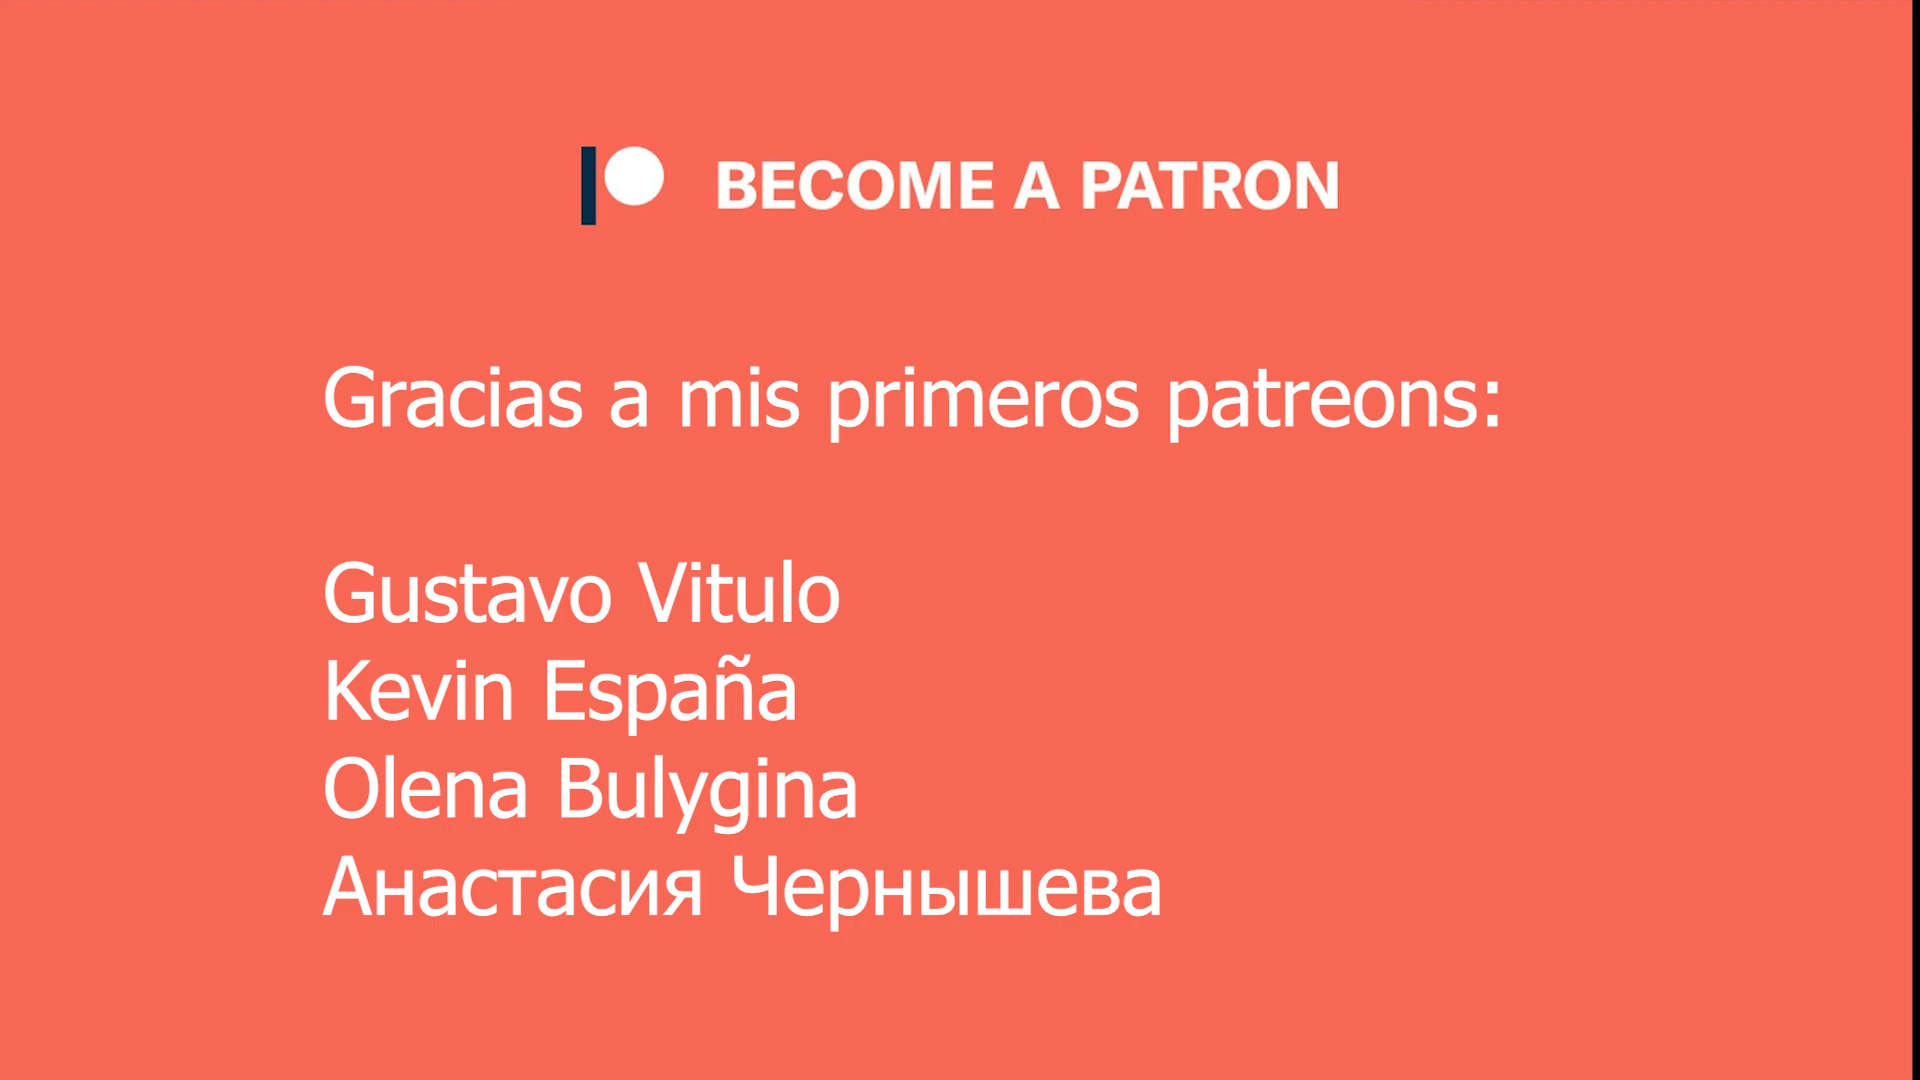 BECOME A PATRON
Gracias a mis primeros patreons:
Gustavo Vitulo
Kevin España
Olena Bulygina
Анастасия Чернышева